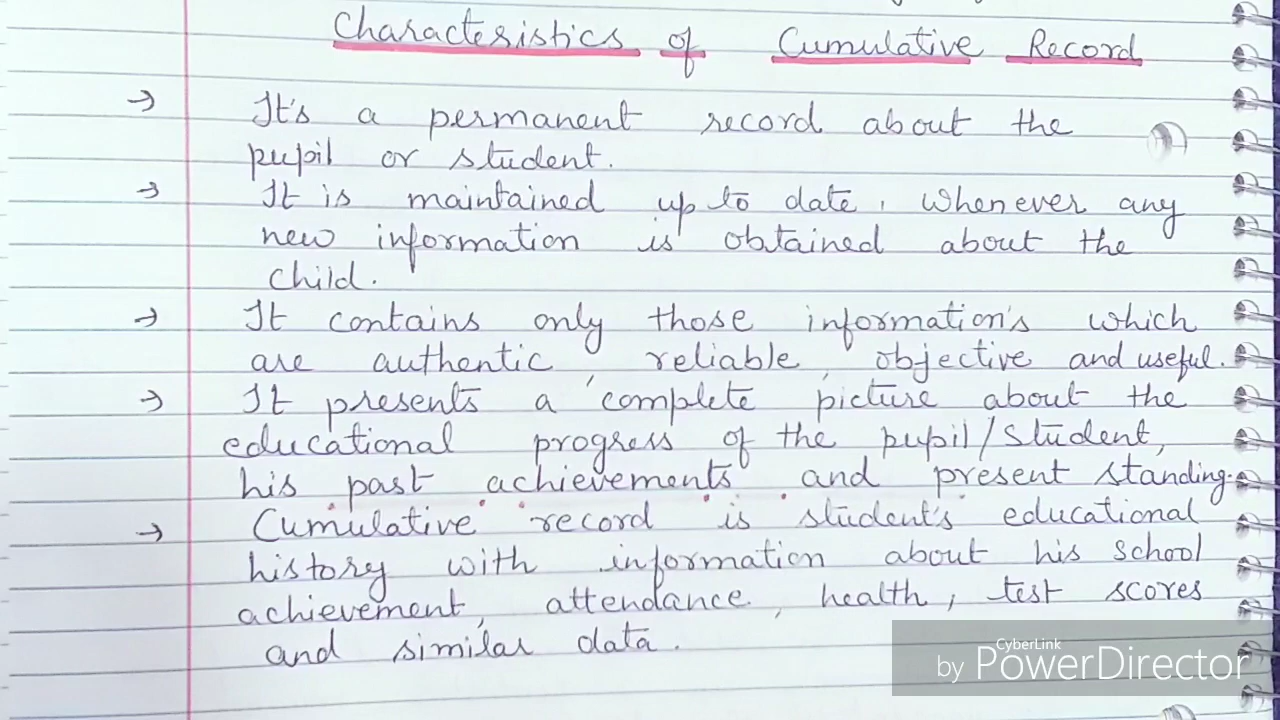 Characteristics of Cumulative Record
→ It's a permanent record about the
pupil or student.
→ It is maintained up to date, whenever any
new information is obtained about the
child.
→ It contains only those information's which
are authentic, reliable, objective and useful.
→ It presents a complete picture about the
educational progress of the pupil/student,
his past achievements and present standing.
→ Cumulative record is student's educational
history with information about his school
achievement, attendance, health, test scores
and similar data.
CyberLink
by PowerDirector